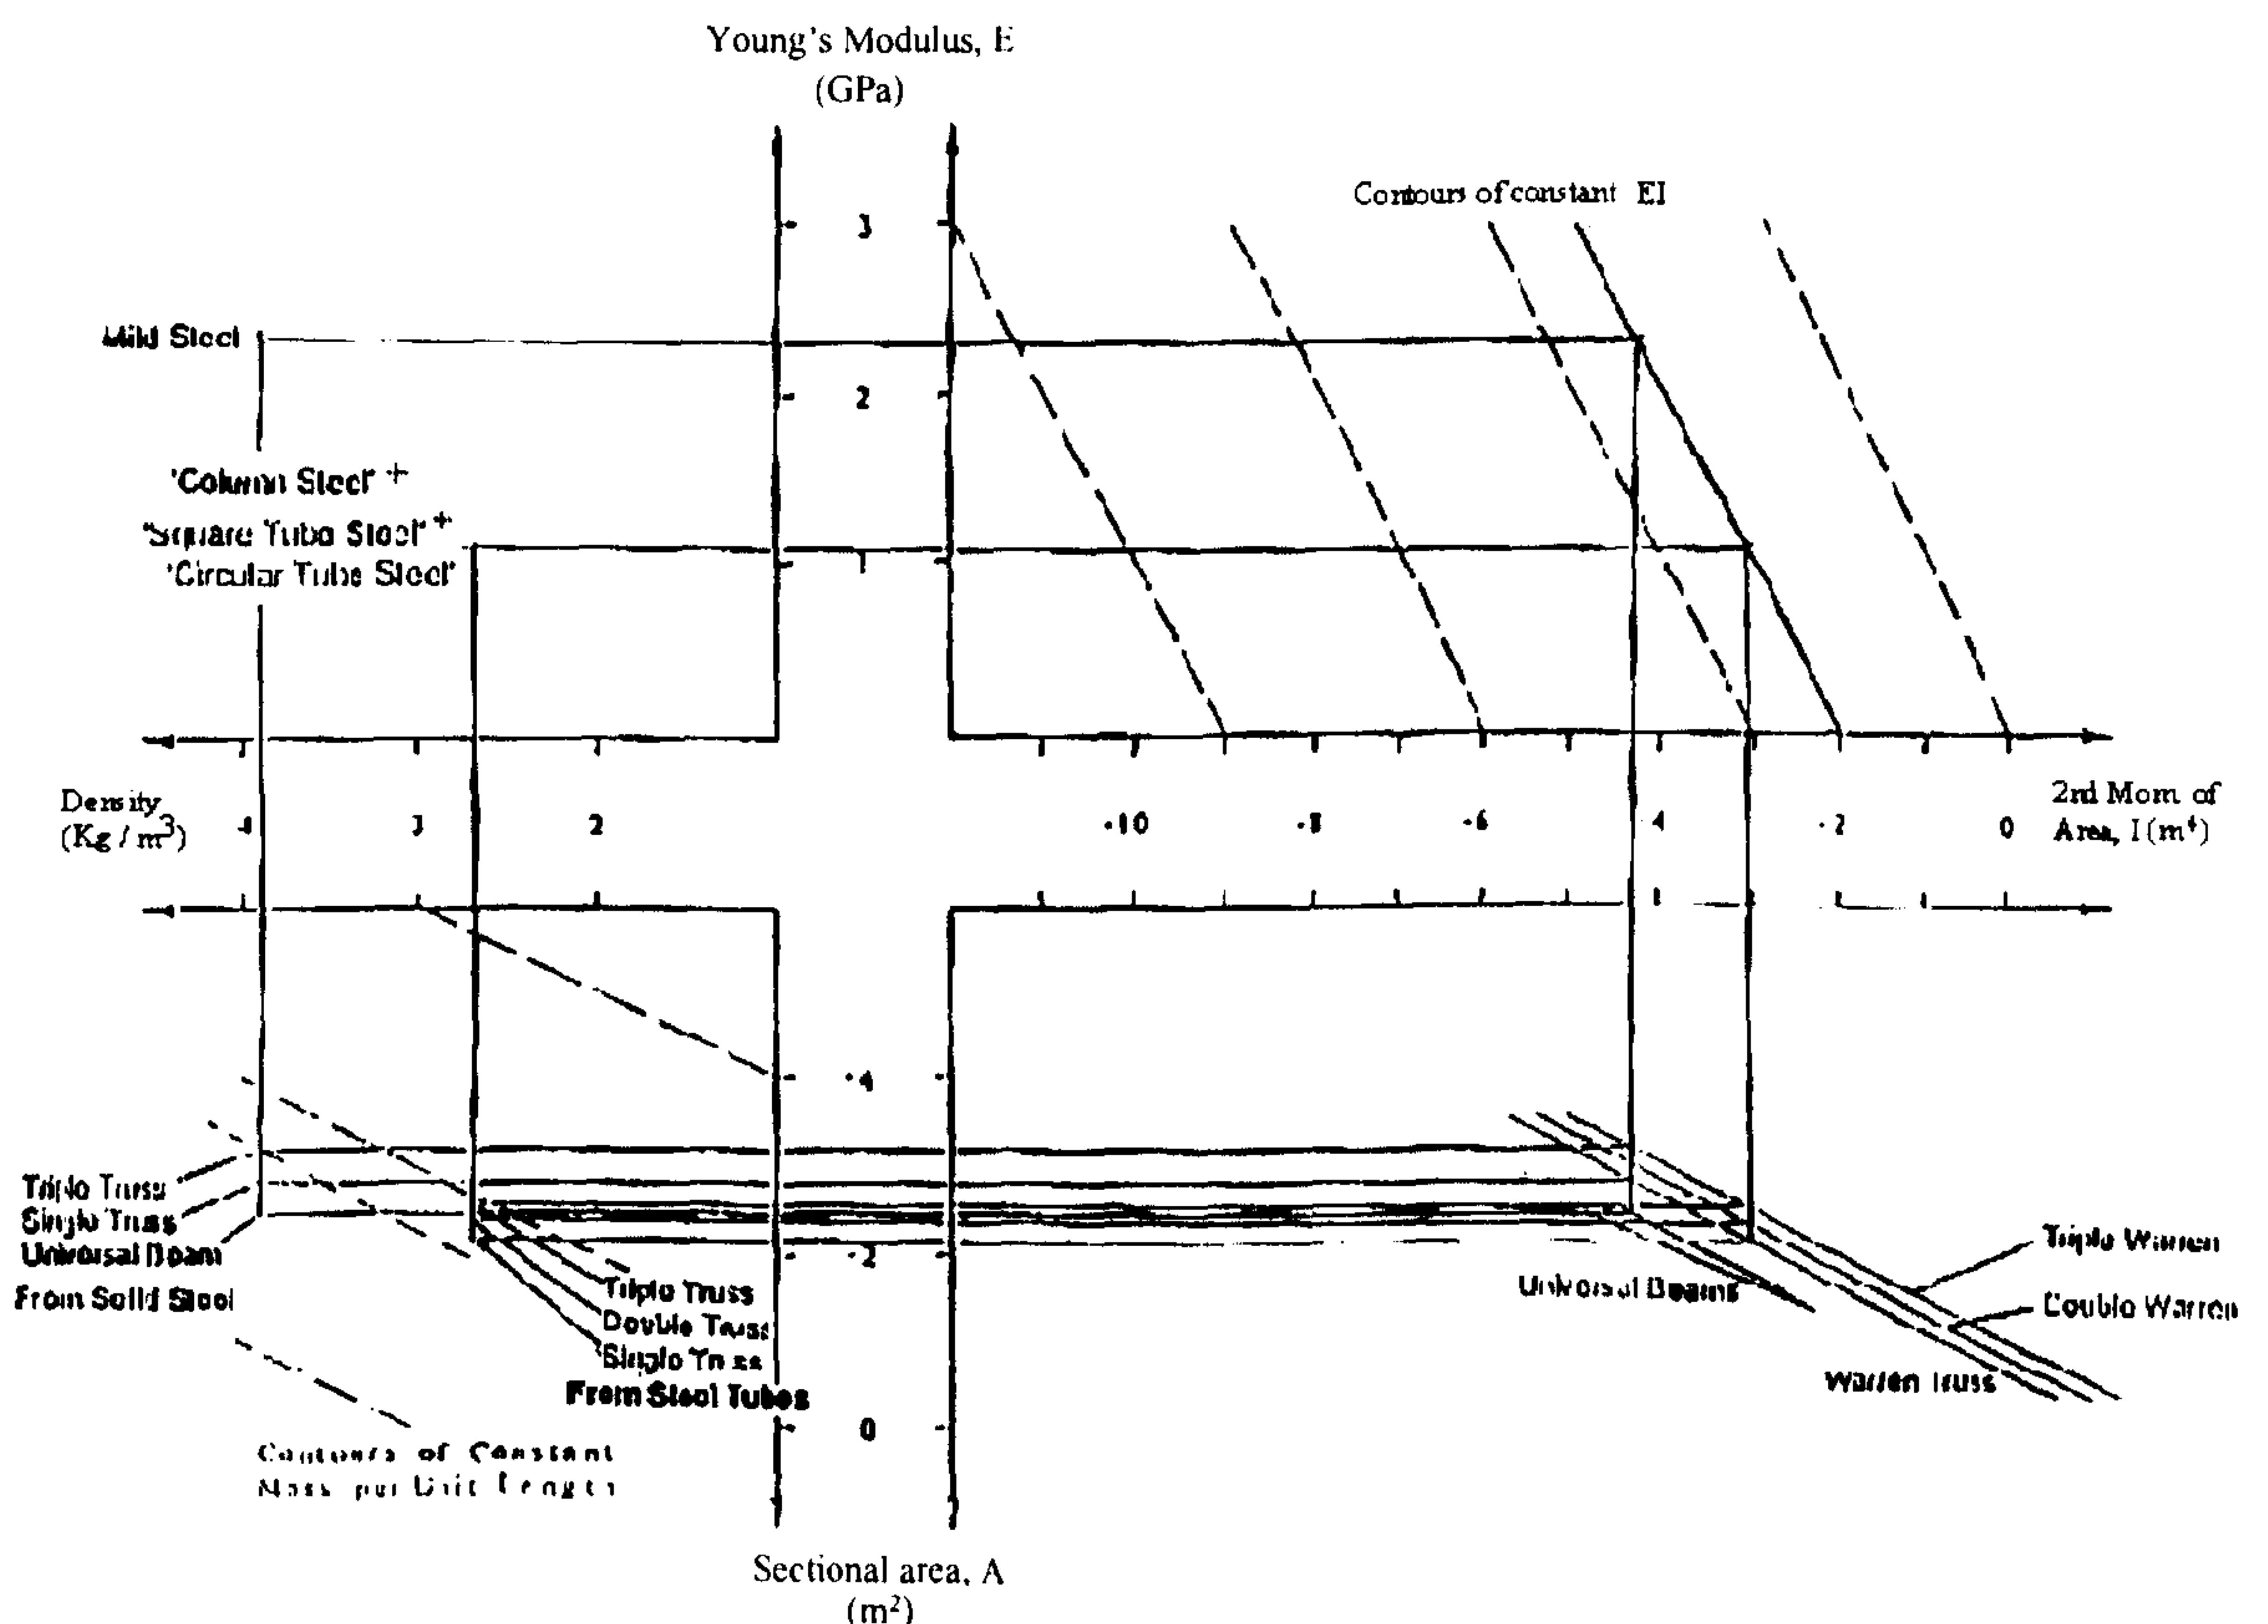 Young's Modulus, E
(GPa)
Contours of constant EI
3
Mild Steel
2
'Column Steel' +
'Square Tube Steel' +
'Circular Tube Steel'
1
Density
(Kg / m³)
4
3
2
-10
-8
-6
4
-2
0
2nd Mom. of
Area, I (m⁴)
-4
Triple Truss
Single Truss
Universal Beam
From Solid Steel
-2
Triple Truss
Double Truss
Single Truss
From Steel Tubes
Universal Beams
Triple Warren
Double Warren
Warren Truss
0
Contours of Constant
Mass per Unit Length
Sectional area, A
(m²)